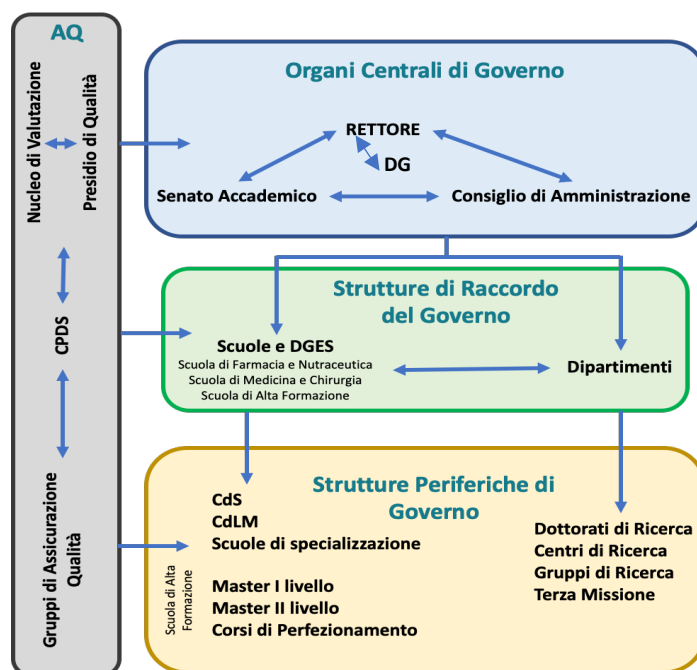 AQ
Nucleo di Valutazione
Presidio di Qualità
CPDS
Gruppi di Assicurazione
Qualità
Organi Centrali di Governo
RETTORE
DG
Senato Accademico
Consiglio di Amministrazione
Strutture di Raccordo
del Governo
Scuole e DGES
Scuola di Farmacia e Nutraceutica
Scuola di Medicina e Chirurgia
Scuola di Alta Formazione
Dipartimenti
Strutture Periferiche di
Governo
CdS
CdLM
Scuole di specializzazione
Scuola di Alta
Formazione
Master I livello
Master II livello
Corsi di Perfezionamento
Dottorati di Ricerca
Centri di Ricerca
Gruppi di Ricerca
Terza Missione